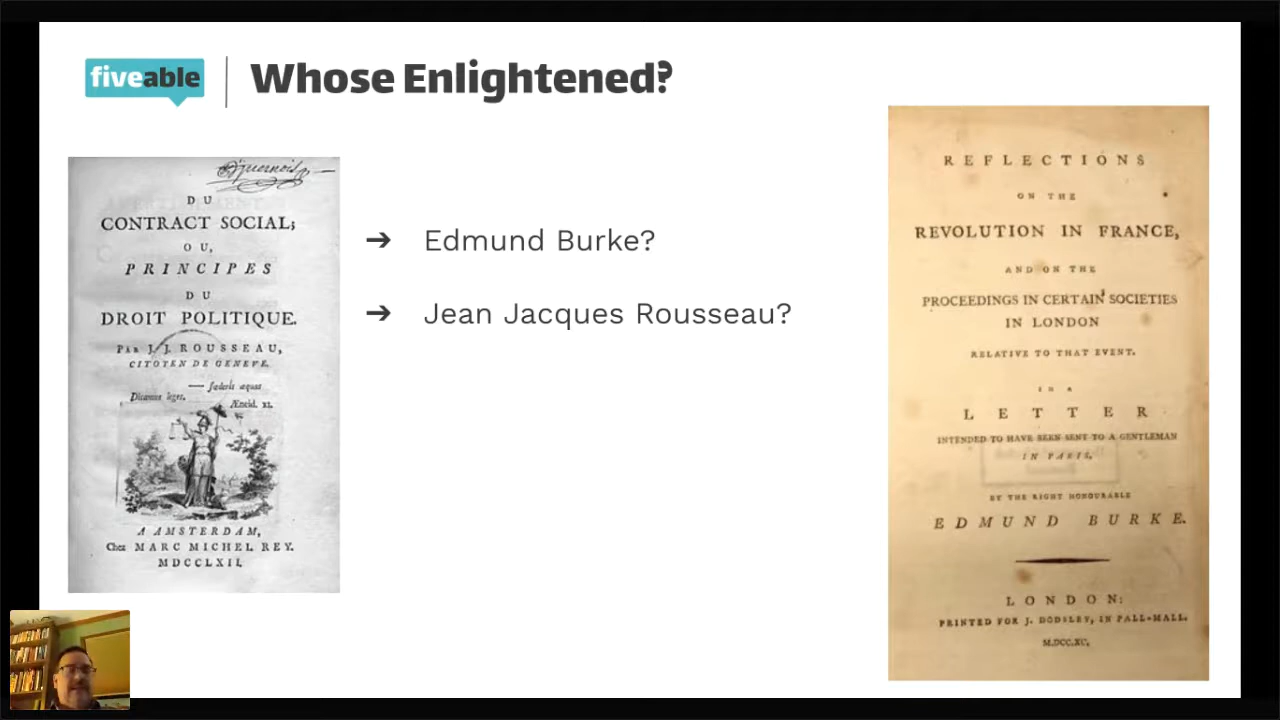 fiveable
Whose Enlightened?
D U
CONTRACT SOCIAL;
O U,
PRINCIPES
D U
DROIT POLITIQUE.
PAR J. J. ROUSSEAU,
CITOYEN DE GENEVE.
— fœderis æquas
Dicamus leges. Æneid. XI.
A AMSTERDAM,
Chez MARC MICHEL REY.
MDCCLXII.
➔ Edmund Burke?
➔ Jean Jacques Rousseau?
REFLECTIONS
ON THE
REVOLUTION IN FRANCE,
AND ON THE
PROCEEDINGS IN CERTAIN SOCIETIES
IN LONDON
RELATIVE TO THAT EVENT.
IN A
LETTER
INTENDED TO HAVE BEEN SENT TO A GENTLEMAN
IN PARIS.
BY THE RIGHT HONOURABLE
EDMUND BURKE.
LONDON:
PRINTED FOR J. DODSLEY, IN PALL-MALL.
M.DCC.XC.